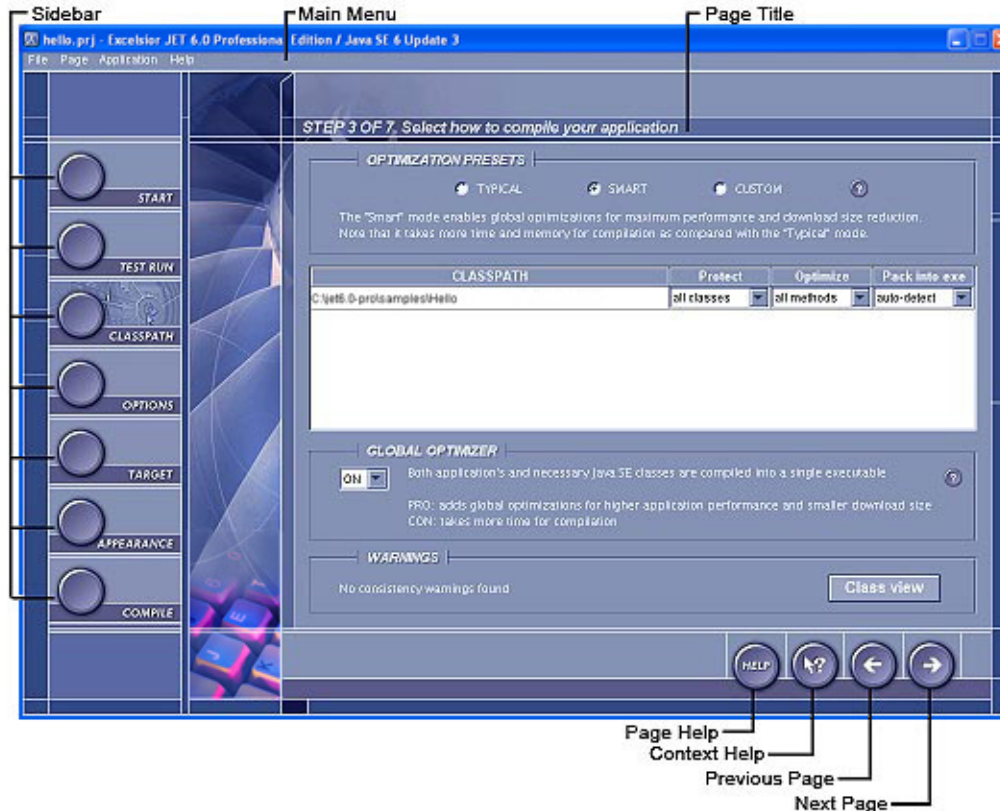 Sidebar
Main Menu
Page Title
hello.prj - Excelsior JET 6.0 Professional Edition / Java SE 6 Update 3
File Page Application Help
STEP 3 OF 7. Select how to compile your application
OPTIMIZATION PRESETS
TYPICAL SMART CUSTOM ?
The "Smart" mode enables global optimizations for maximum performance and download size reduction.
Note that it takes more time and memory for compilation as compared with the "Typical" mode.
START
TEST RUN
CLASSPATH
OPTIONS
TARGET
APPEARANCE
COMPILE
CLASSPATH Protect Optimize Pack into exe
C:\jet6.0-pro\samples\Hello all classes all methods auto-detect
GLOBAL OPTIMIZER
ON Both application's and necessary Java SE classes are compiled into a single executable ?
PRO: adds global optimizations for higher application performance and smaller download size
CON: takes more time for compilation
WARNINGS
No consistency warnings found Class view
HELP ?
Page Help
Context Help
Previous Page
Next Page